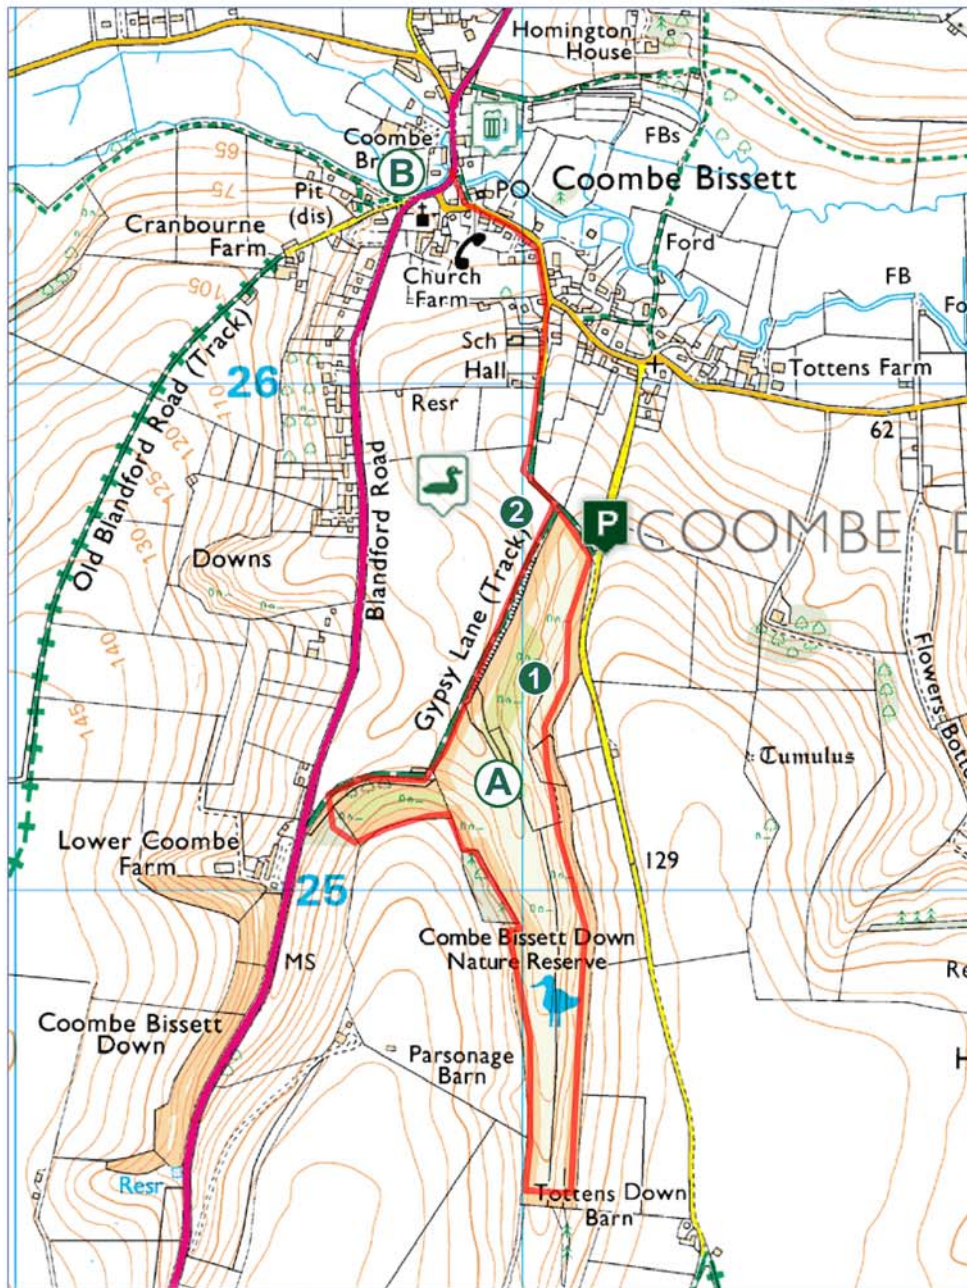 Homington
House
FBs
Coombe
Br
65
75
B
PO
Coombe Bissett
Pit
(dis)
Cranbourne
Farm
Ford
FB
105
Church
Farm
Sch
Hall
Tottens Farm
26
110
Resr
62
120
125
130
Old Blandford Road (Track)
Blandford Road
2
P
COOMBE
Downs
Gypsy Lane (Track)
140
1
Flowers
145
Tumulus
A
Lower Coombe
Farm
129
25
Combe Bissett Down
Nature Reserve
MS
Coombe Bissett
Down
Parsonage
Barn
Resr
Tottens Down
Barn